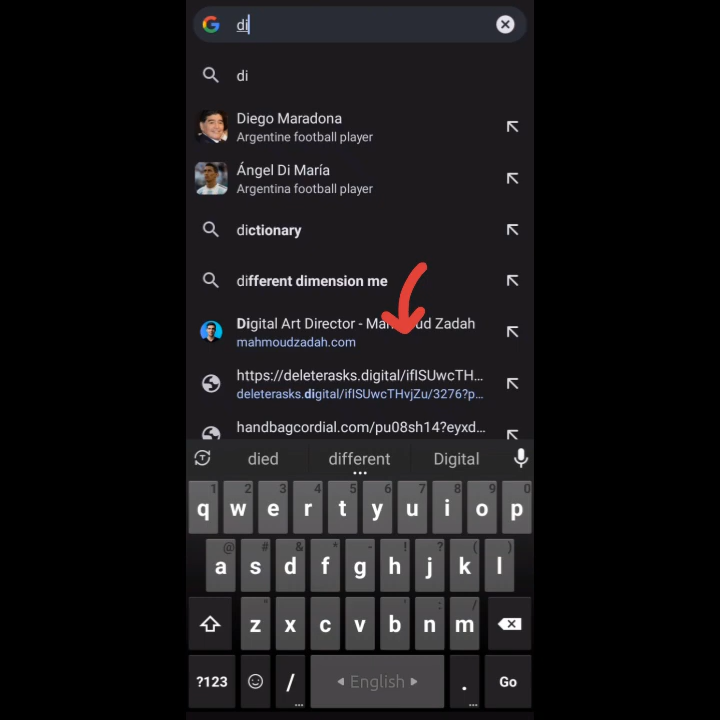 di
di
Diego Maradona
Argentine football player
Ángel Di María
Argentina football player
dictionary
different dimension me
Digital Art Director - Zadah
mahmoudzadah.com
https://deleterasks.digital/ifISUwcTH...
deleterasks.digital/ifISUwcTHvjZu/3276?p...
handbagcordial.com/pu08sh14?eyxd...
died different Digital
1 2 3 4 5 6 7 8 9 0
q w e r t y u i o p
@ # & * - ! ? ( )
a s d f g h j k l
z x c v b n m
?123 / English . Go